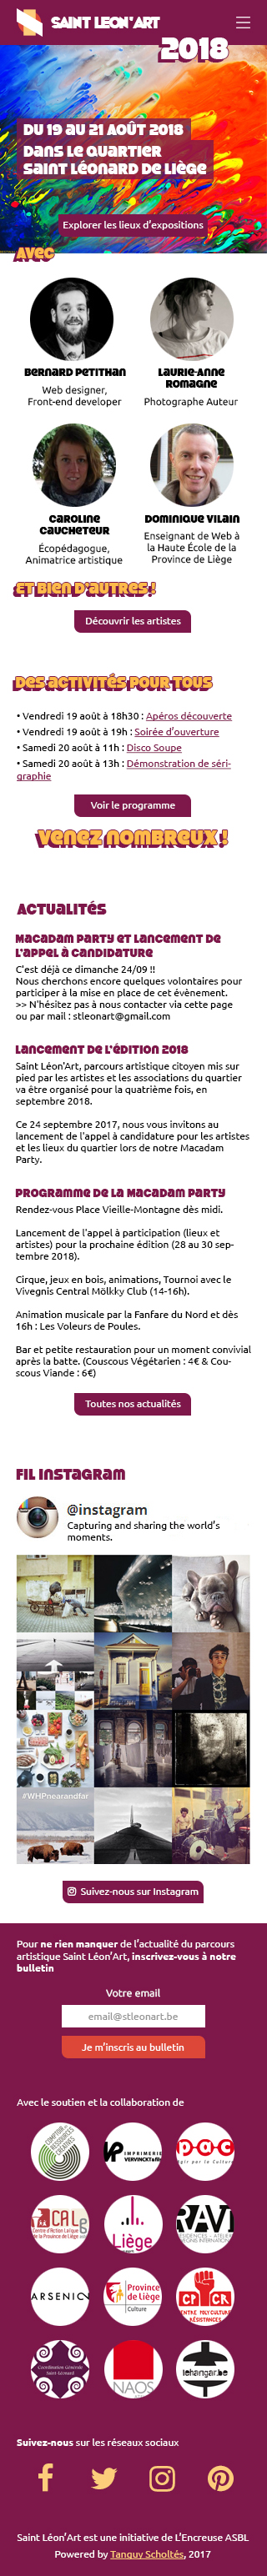 SAINT LEON'ART
2018
DU 19 AU 21 AOÛT 2018
DANS LE QUARTIER
SAINT LÉONARD DE LIÈGE
Explorer les lieux d'expositions
Avec
Bernard Petithan
Web designer,
Front-end developer
Laurie-Anne
Romagne
Photographe Auteur
Caroline
Caucheteur
Écopédagogue,
Animatrice artistique
Dominique Vilain
Enseignant de Web à
la Haute École de la
Province de Liège
Et bien d'autres !
Découvrir les artistes
Des activités pour tous
• Vendredi 19 août à 18h30 : Apéros découverte
• Vendredi 19 août à 19h : Soirée d'ouverture
• Samedi 20 août à 11h : Disco Soupe
• Samedi 20 août à 13h : Démonstration de séri-
graphie
Voir le programme
Venez nombreux !
Actualités
Macadam Party et lancement de
l'appel à candidature
C'est déjà ce dimanche 24/09 !!
Nous cherchons encore quelques volontaires pour
participer à la mise en place de cet évènement.
>> N'hésitez pas à nous contacter via cette page
ou par mail : stleonart@gmail.com
Lancement de l'édition 2018
Saint Léon'Art, parcours artistique citoyen mis sur
pied par les artistes et les associations du quartier
va être organisé pour la quatrième fois, en
septembre 2018.
Ce 24 septembre 2017, nous vous invitons au
lancement de l'appel à candidature pour les artistes
et les lieux du quartier lors de notre Macadam
Party.
Programme de la Macadam Party
Rendez-vous Place Vieille-Montagne dès midi.
Lancement de l'appel à participation (lieux et
artistes) pour la prochaine édition (28 au 30 sep-
tembre 2018).
Cirque, jeux en bois, animations, Tournoi avec le
Vivegnis Central Mölkky Club (14-16h).
Animation musicale par la Fanfare du Nord et dès
16h : Les Voleurs de Poules.
Bar et petite restauration pour un moment convivial
après la batte. (Couscous Végétarien : 4€ & Cou-
scous Viande : 6€)
Toutes nos actualités
Fil Instagram
@instagram
Capturing and sharing the world's
moments.
#WHPnearandfar
Suivez-nous sur Instagram
Pour ne rien manquer de l'actualité du parcours
artistique Saint Léon'Art, inscrivez-vous à notre
bulletin
Votre email
email@stleonart.be
Je m'inscris au bulletin
Avec le soutien et la collaboration de
IMPRIMERIE
VERVINCKT & FILS
PAC
Agir par la Culture
CAL
Centre d'Action Laïque
de la Province de Liège
Liège
RAVI
ARSENIC
Province
de Liège
Culture
CPCR
CENTRE POLYCULTUREL
RÉSISTANCES
Coordination Générale
Saint Léonard
NAOS
lehangar.be
Suivez-nous sur les réseaux sociaux
Saint Léon'Art est une initiative de L'Encreuse ASBL
Powered by Tanguy Scholtès, 2017